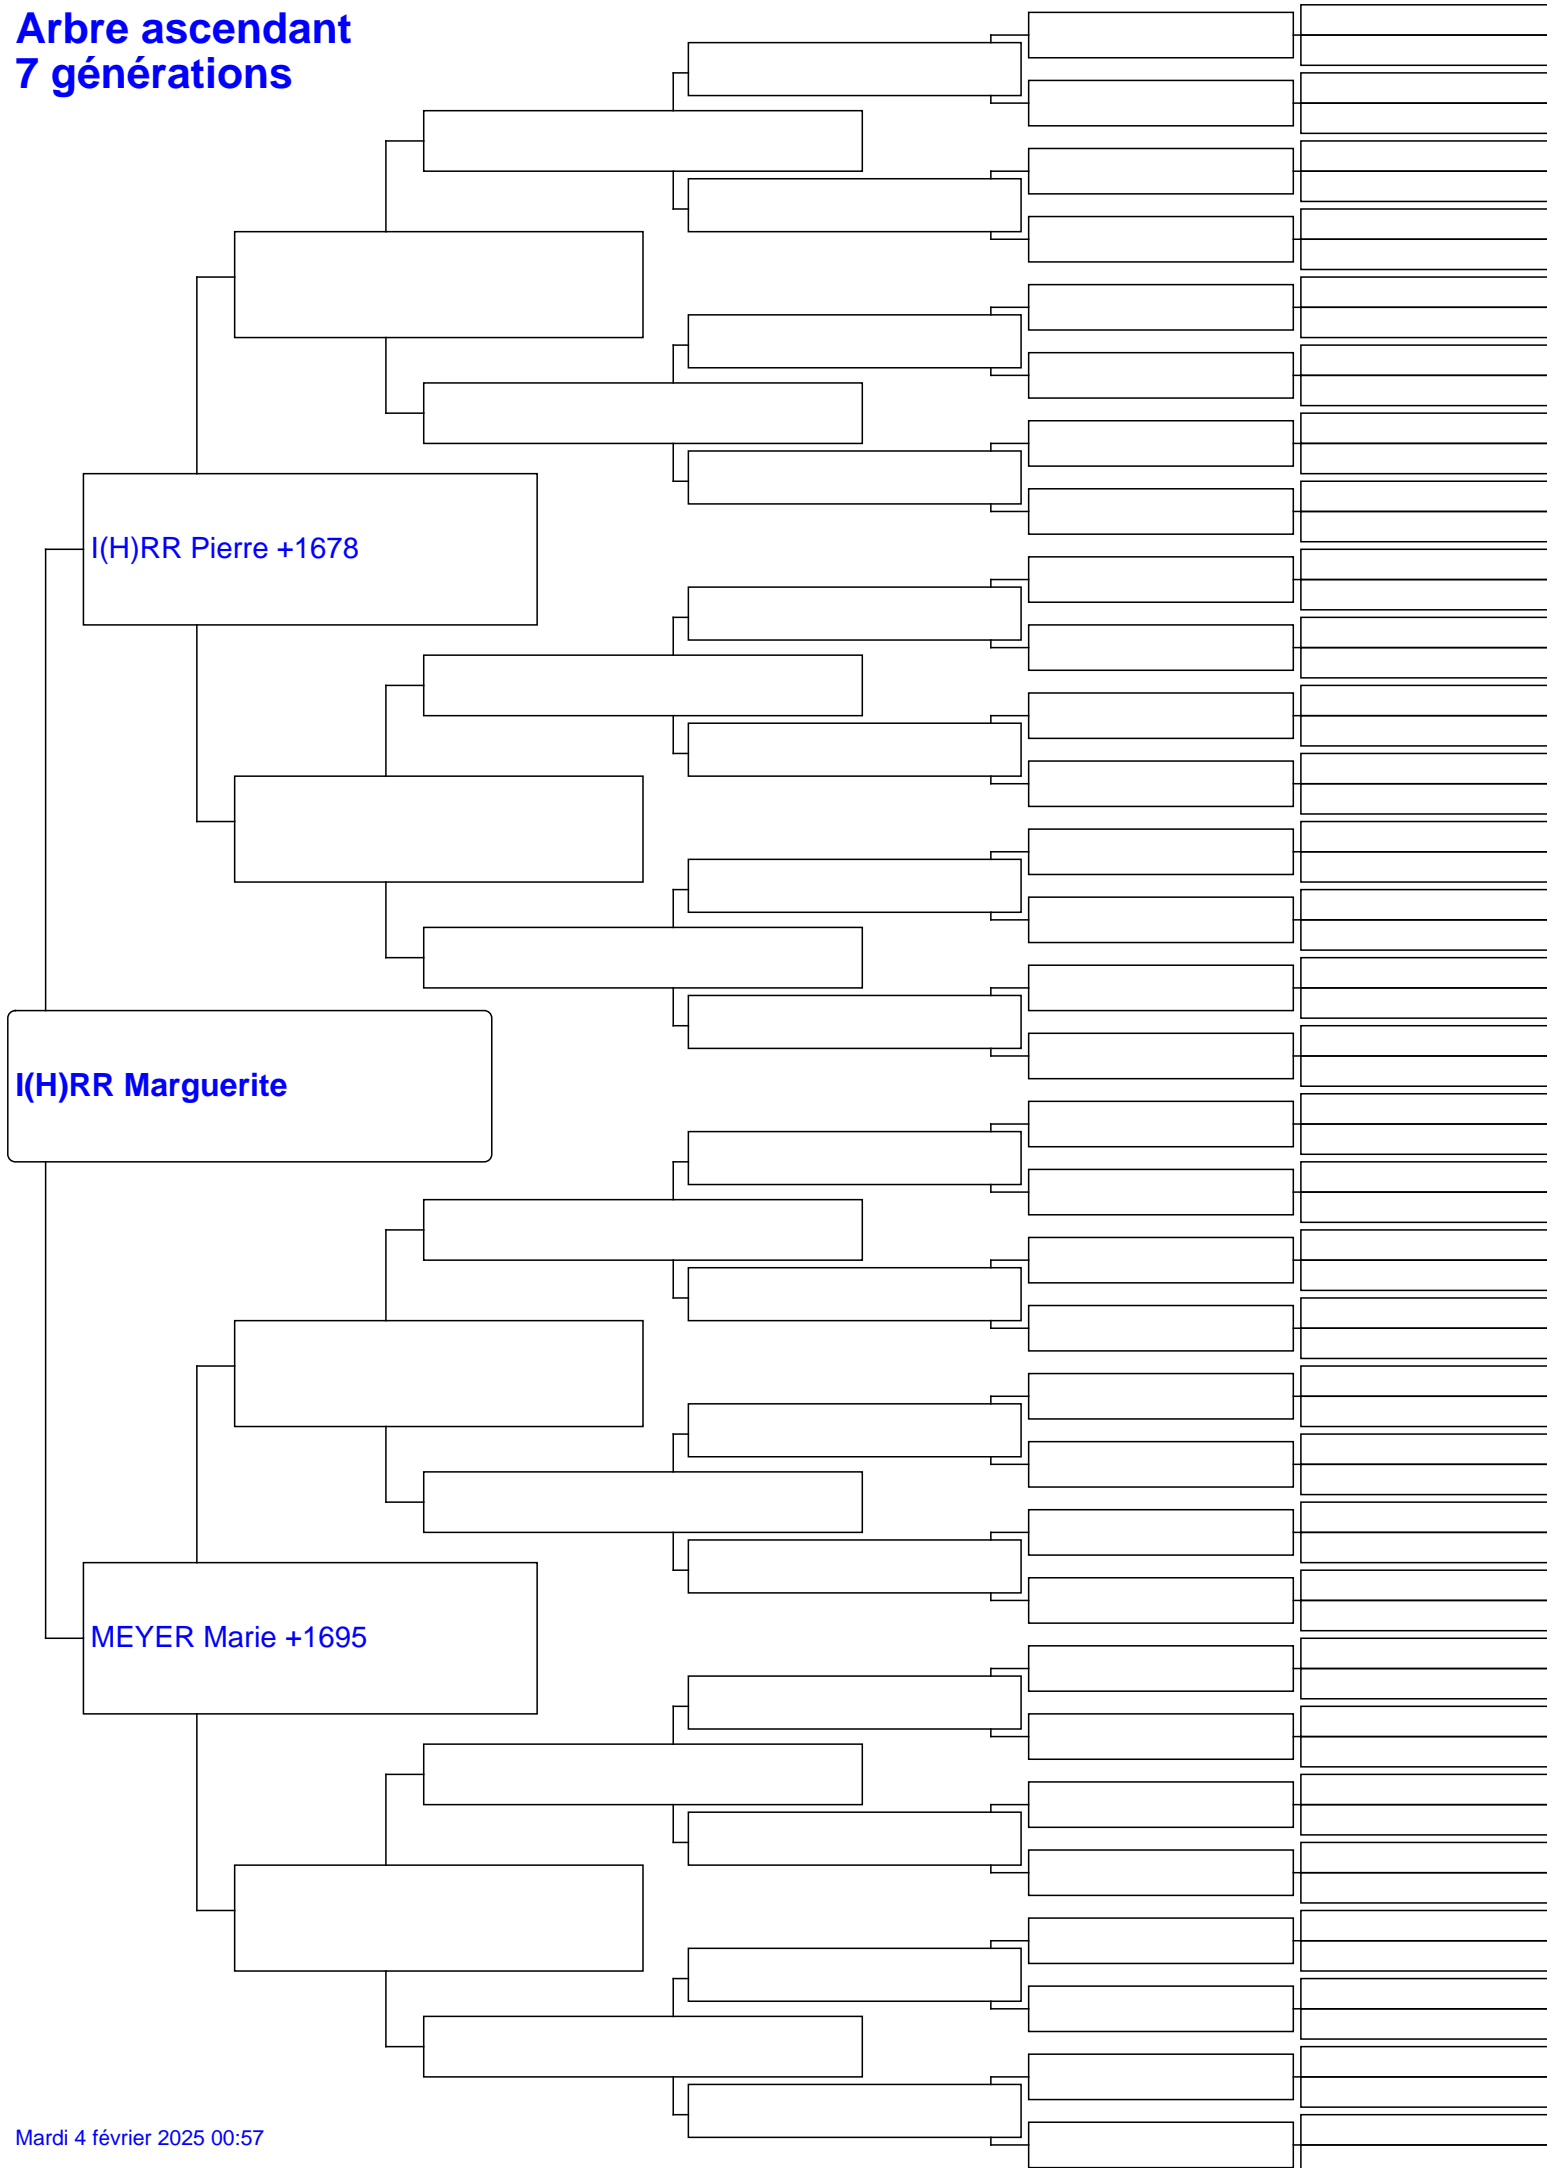 Arbre ascendant
7 générations
I(H)RR Pierre +1678
I(H)RR Marguerite
MEYER Marie +1695
Mardi 4 février 2025 00:57